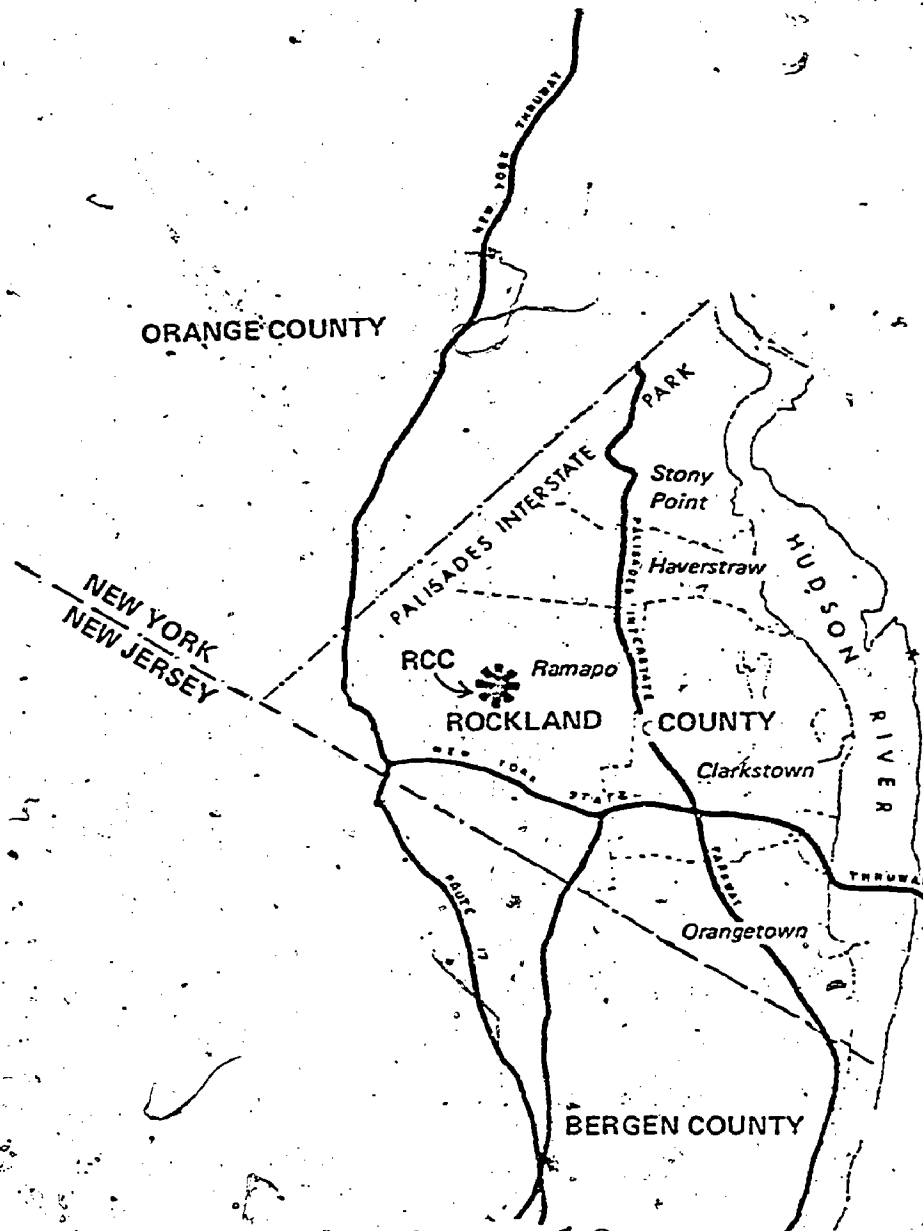 NEW YORK THRUWAY
ORANGE COUNTY
PARK
PALISADES INTERSTATE
Stony
Point
PALISADES INTERSTATE
Haverstraw
HUDSON
RIVER
NEW YORK
NEW JERSEY
RCC
Ramapo
ROCKLAND COUNTY
NEW YORK STATE
Clarkstown
THRUWA
PARKWAY
ROUTE 17
Orangetown
BERGEN COUNTY